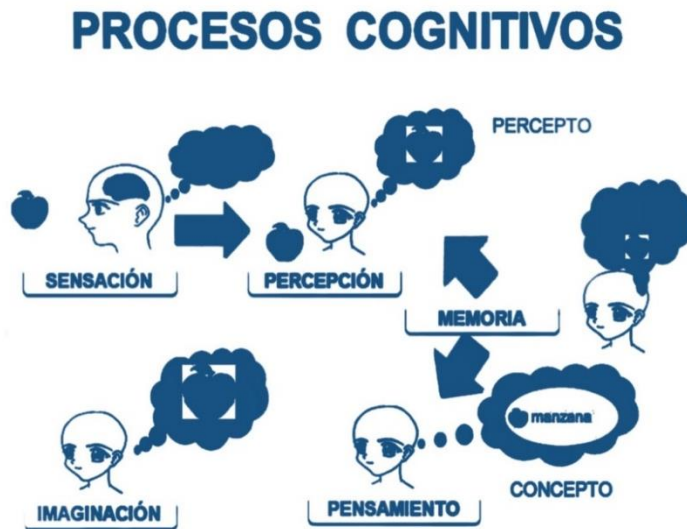 PROCESOS COGNITIVOS
PERCEPTO
SENSACIÓN
PERCEPCIÓN
MEMORIA
manzana
IMAGINACIÓN
PENSAMIENTO
CONCEPTO